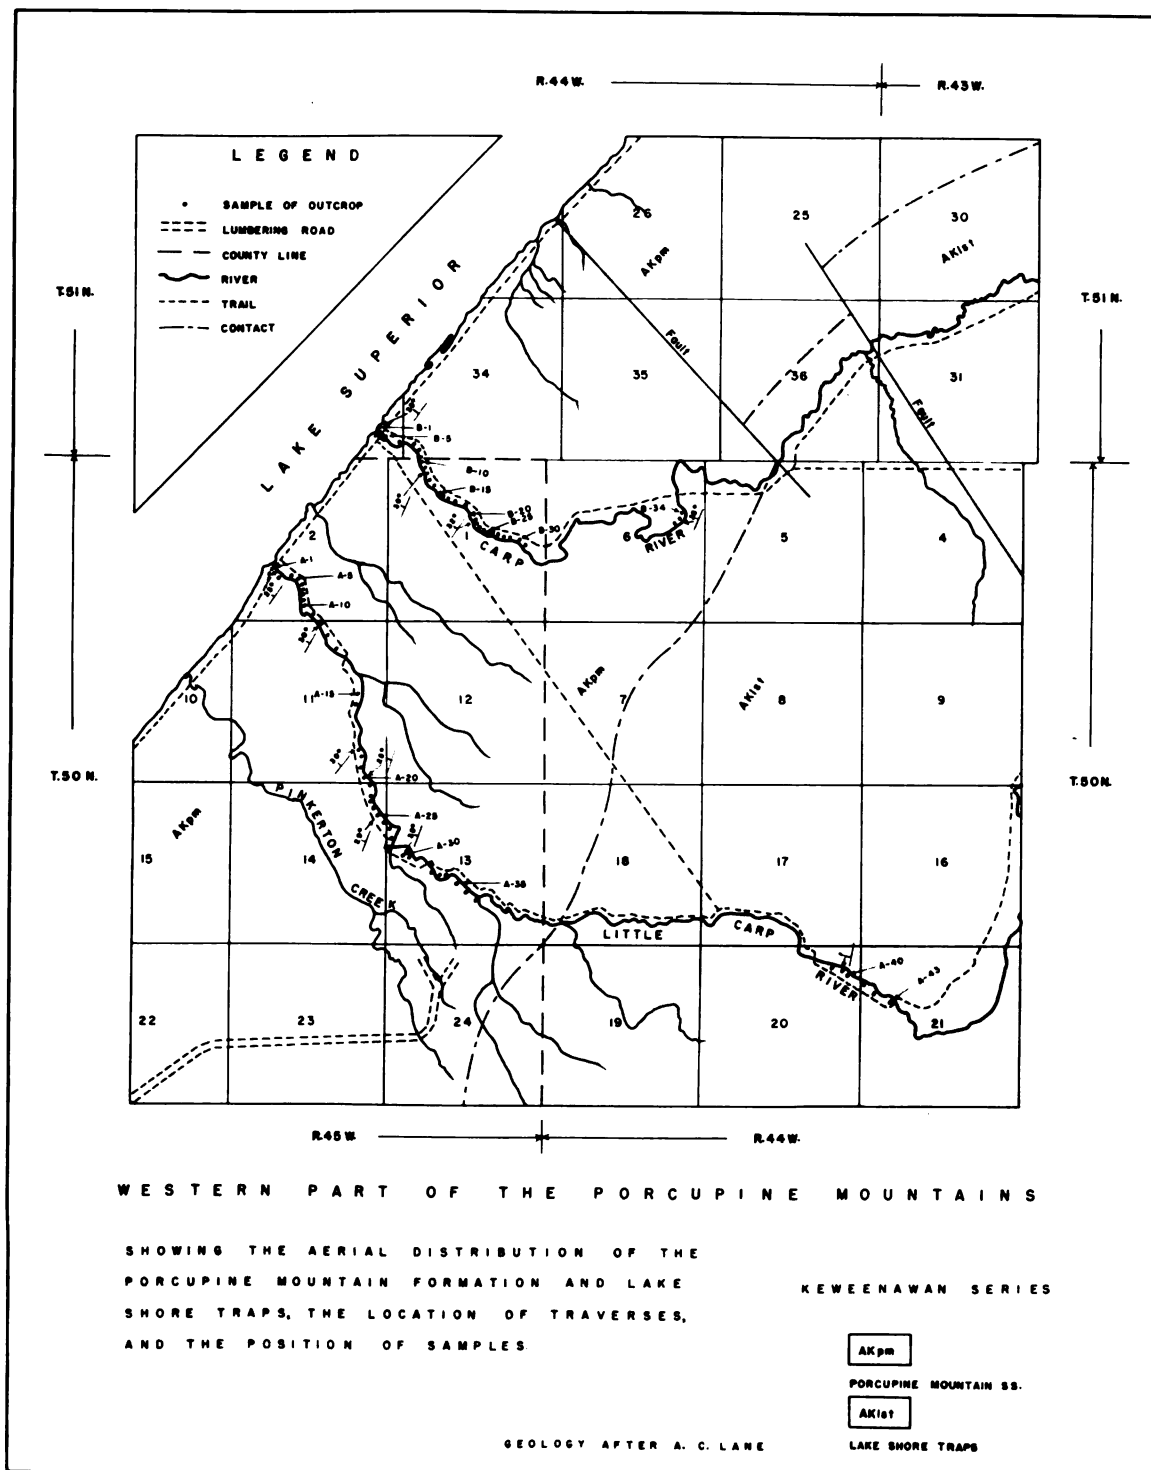 R.44W.
R.43W.
LEGEND
SAMPLE OF OUTCROP
LUMBERING ROAD
COUNTY LINE
RIVER
TRAIL
CONTACT
T.51N.
T.51N.
LAKE SUPERIOR
26
25
30
AKpm
AKlst
34
35
36
31
Fault
Fault
B-1
B-5
B-10
B-15
B-20
B-25
B-30
B-34
2
1
CARP
6
RIVER
5
4
A-1
A-5
A-10
10
11
A-15
12
AKpm
7
AKlst
8
9
T.50N.
T.50N.
A-20
PINKERTON
CREEK
AKpm
A-25
A-30
A-35
15
14
13
18
17
16
LITTLE
CARP
RIVER
A-40
A-43
22
23
24
19
20
21
R.45W.
R.44W.
WESTERN PART OF THE PORCUPINE MOUNTAINS
SHOWING THE AERIAL DISTRIBUTION OF THE
PORCUPINE MOUNTAIN FORMATION AND LAKE
SHORE TRAPS, THE LOCATION OF TRAVERSES,
AND THE POSITION OF SAMPLES.
KEWEENAWAN SERIES
AKpm
PORCUPINE MOUNTAIN SS.
AKlst
LAKE SHORE TRAPS
GEOLOGY AFTER A. C. LANE